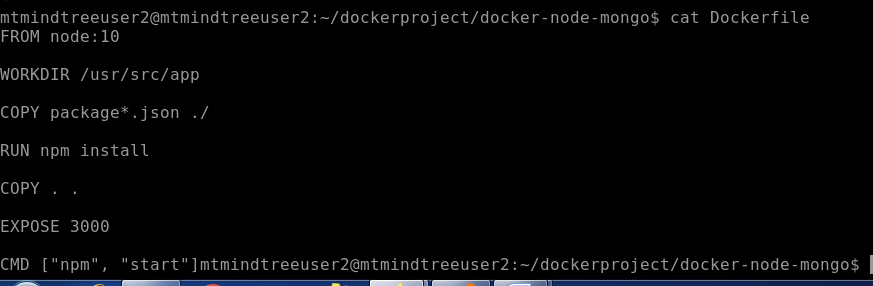 mtmindtreeuser2@mtmindtreeuser2:~/dockerproject/docker-node-mongo$ cat Dockerfile
FROM node:10
WORKDIR /usr/src/app
COPY package*.json ./
RUN npm install
COPY . .
EXPOSE 3000
CMD ["npm", "start"]mtmindtreeuser2@mtmindtreeuser2:~/dockerproject/docker-node-mongo$